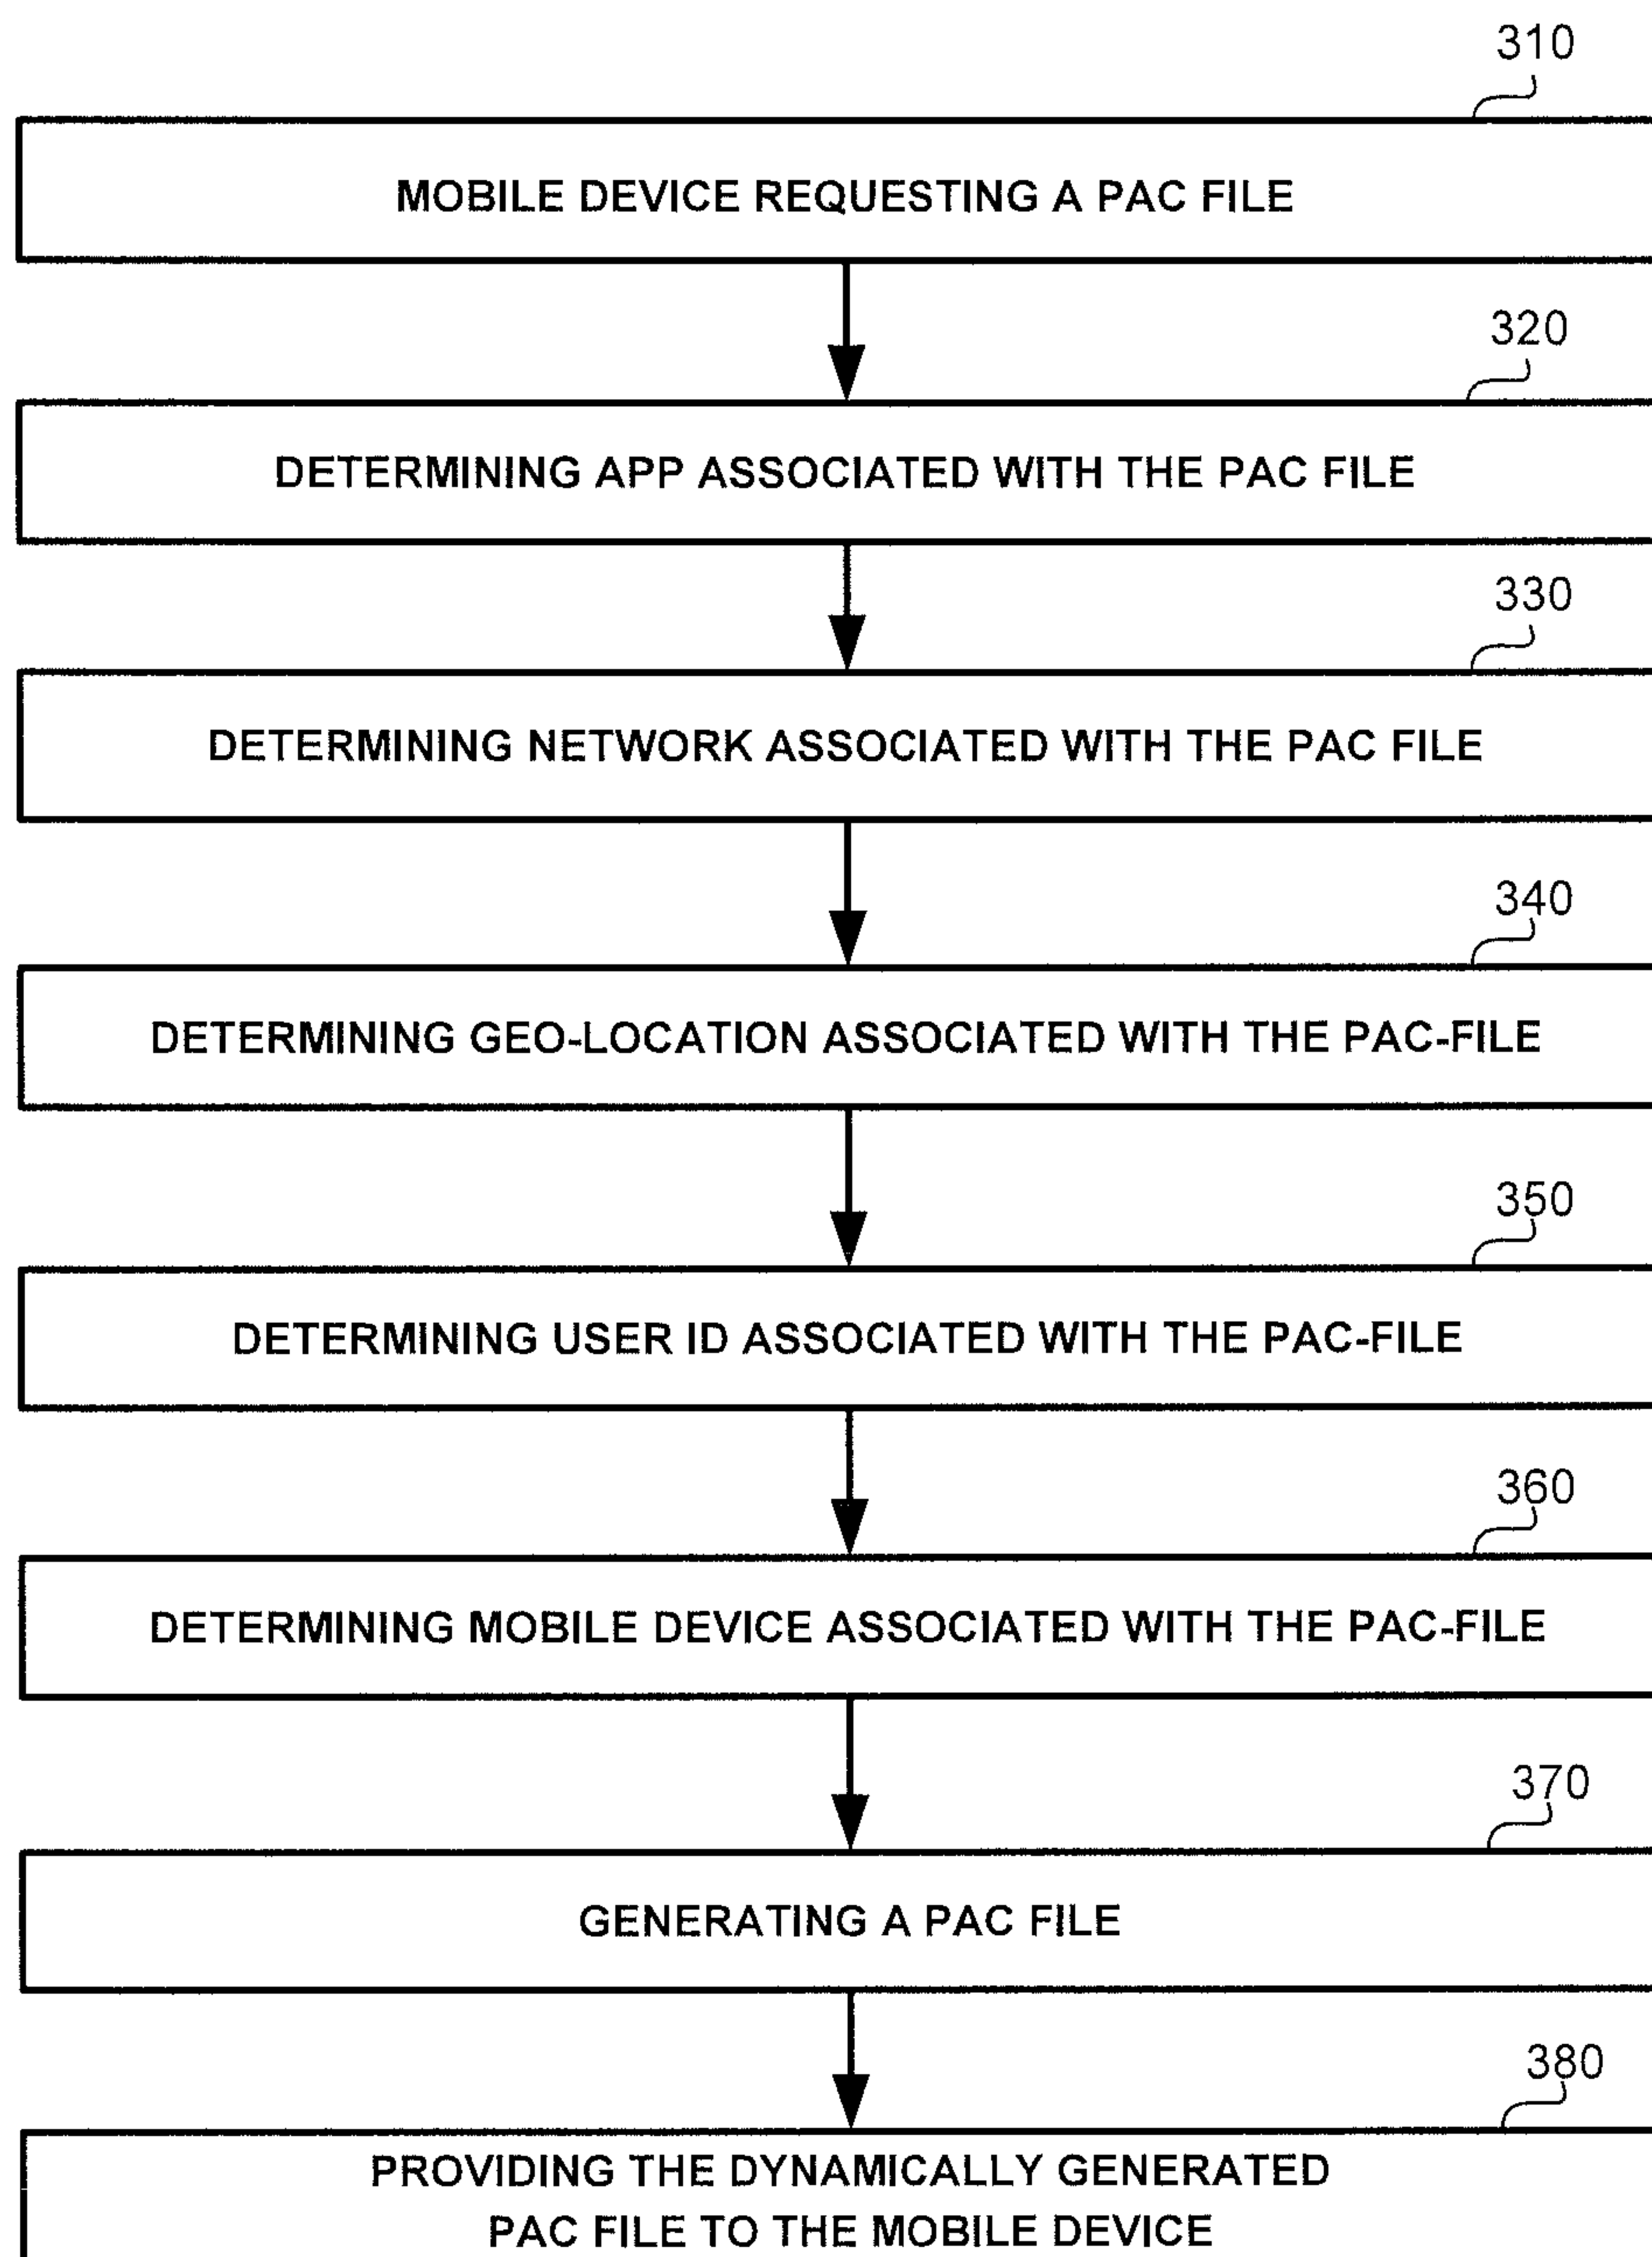 310
MOBILE DEVICE REQUESTING A PAC FILE
320
DETERMINING APP ASSOCIATED WITH THE PAC FILE
330
DETERMINING NETWORK ASSOCIATED WITH THE PAC FILE
340
DETERMINING GEO-LOCATION ASSOCIATED WITH THE PAC-FILE
350
DETERMINING USER ID ASSOCIATED WITH THE PAC-FILE
360
DETERMINING MOBILE DEVICE ASSOCIATED WITH THE PAC-FILE
370
GENERATING A PAC FILE
380
PROVIDING THE DYNAMICALLY GENERATED
PAC FILE TO THE MOBILE DEVICE